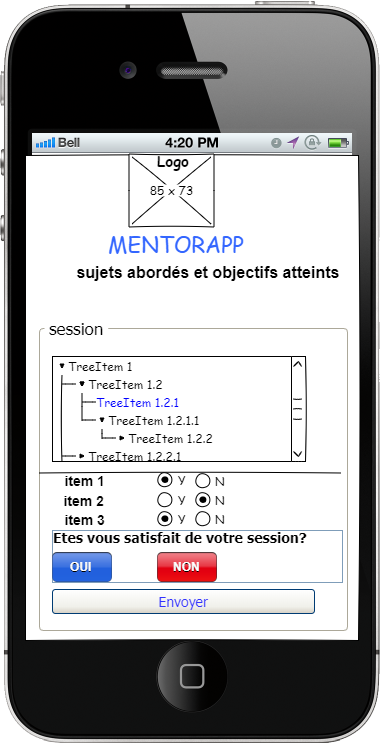 Bell 4:20 PM
Logo
85 x 73
MENTORAPP
sujets abordés et objectifs atteints
session
TreeItem 1
TreeItem 1.2
TreeItem 1.2.1
TreeItem 1.2.1.1
TreeItem 1.2.2
TreeItem 1.2.2.1
item 1 Y N
item 2 Y N
item 3 Y N
Etes vous satisfait de votre session?
OUI NON
Envoyer